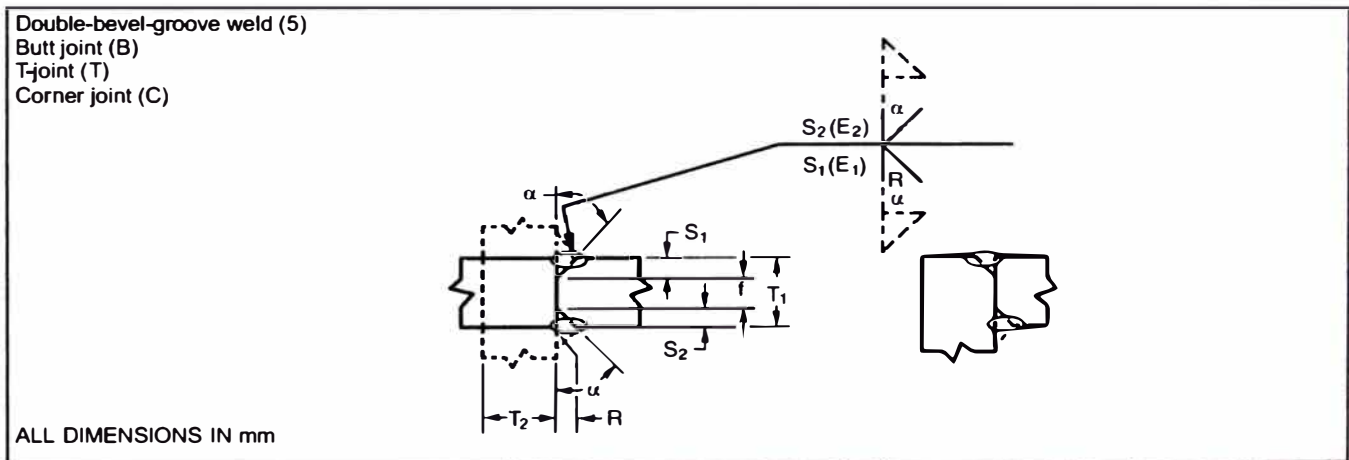 Double-bevel-groove weld (5)
Butt joint (B)
T-joint (T)
Corner joint (C)
α
S₂(E₂)
S₁(E₁)
R
α
α
S₁
f
T₁
S₂
α
T₂
R
ALL DIMENSIONS IN mm